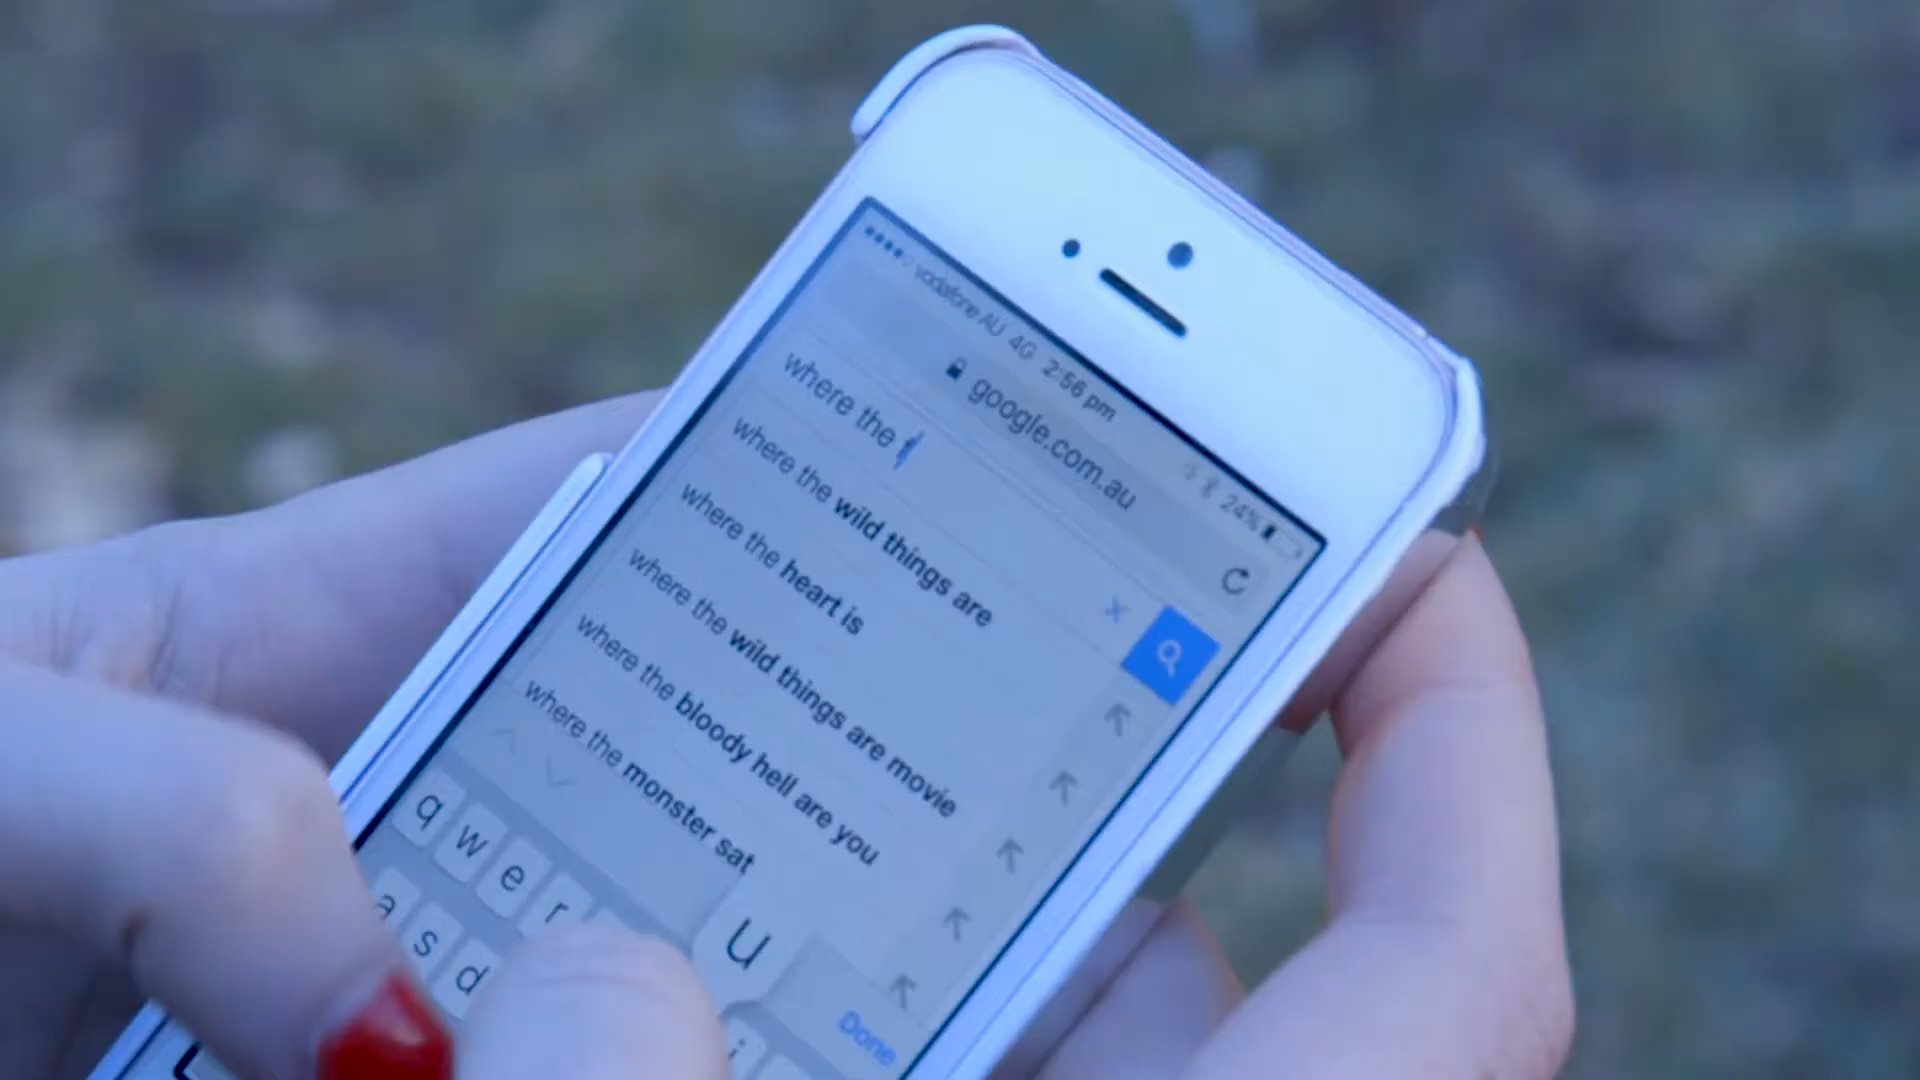 vodafone AU 4G 2:56 pm 24%
google.com.au
where the f
where the wild things are
where the heart is
where the wild things are movie
where the bloody hell are you
where the monster sat
q w e r
U
a s d
i
Done